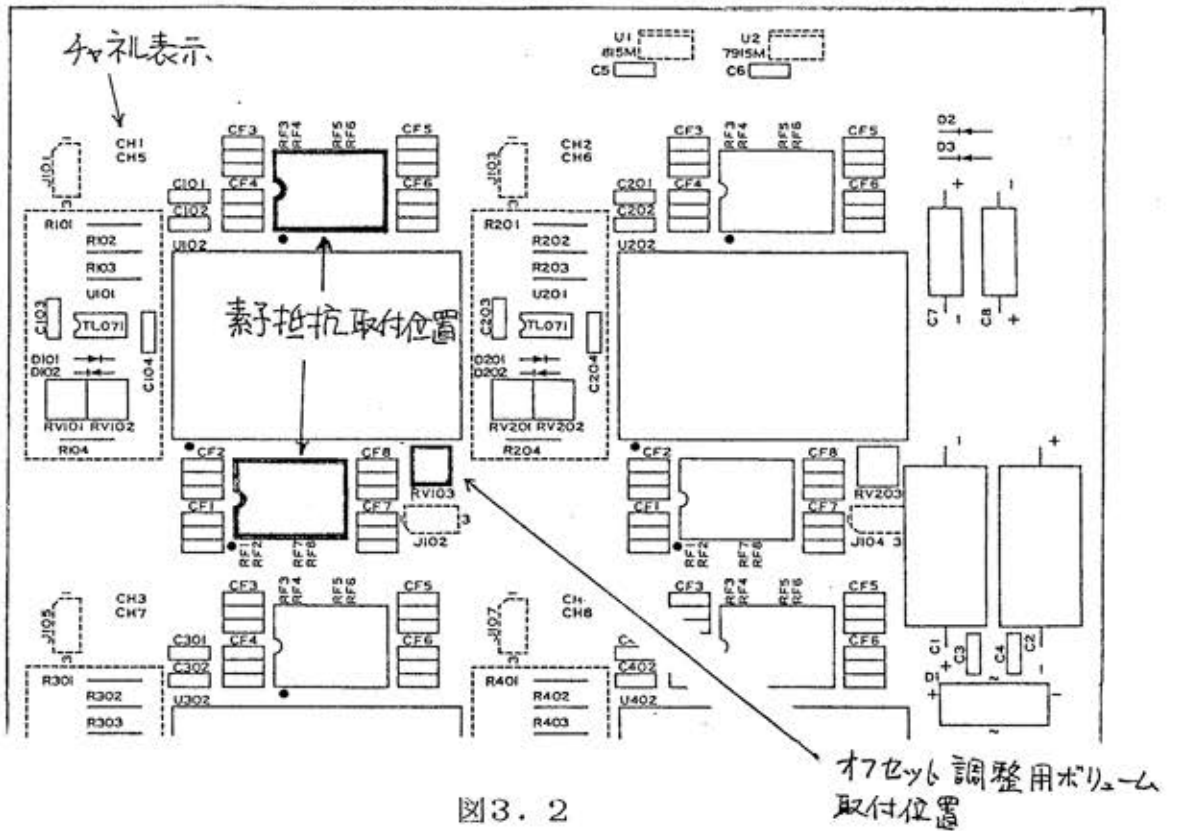 チャネル表示
U1
815M
C5
U2
7915M
C6
J101
3
CH1
CH5
CF3
RF3
RF4
RF5
RF6
CF5
C101
C102
CF4
CF6
J103
3
CH2
CH6
CF3
RF3
RF4
RF5
RF6
CF5
C201
C202
CF4
CF6
D2
D3
+
−
R101
R102
R103
U101
C103
TL071
C104
D101
D102
RV101 RV102
R104
U102
素子抵抗取付位置
R201
R202
R203
U201
C203
TL071
C204
D201
D202
RV201 RV202
R204
U202
C7
−
C8
+
CF2
CF1
RF1
RF2
RF7
RF8
CF8
CF7
RV103
J102
3
CF2
CF1
RF1
RF2
RF7
RF8
CF8
CF7
RV203
J104 3
−
+
J105
3
CH3
CH7
CF3
RF3
RF4
RF5
RF6
CF5
C301
C302
CF4
CF6
J107
3
CH8
CF3
RF3
RF4
RF5
RF6
CF5
C402
CF6
C1
+
C3
C4
C2
−
R301
R302
R303
U302
R401
R402
R403
U402
D1
+
~
−
~
オフセット調整用ボリューム
取付位置
図3.2